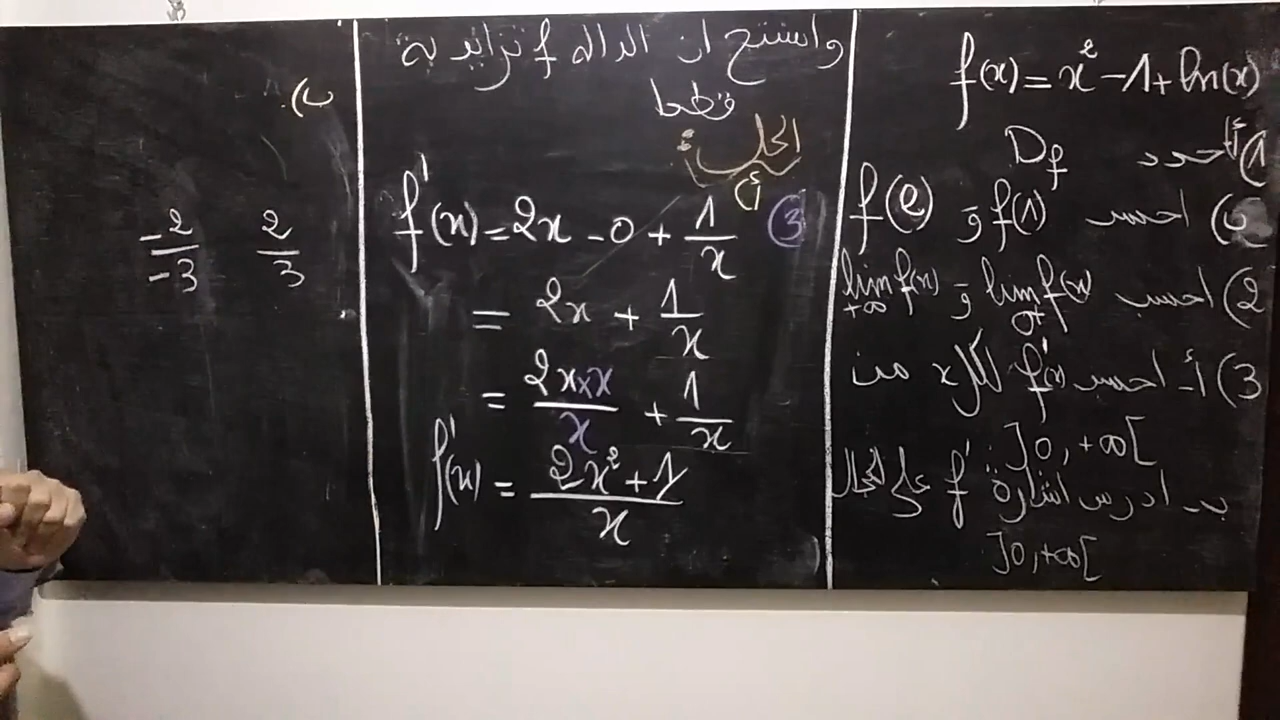 f(x) = x² - 1 + ln(x)
1) أ حدد Df
ب) احسب f(1) و f(e)
2) احسب lim f(x) 0+ و lim f(x) +∞
3) أ- احسب f'(x) لكل x من
]0, +∞[
ب- ادرس اشارة f' على المجال
]0, +∞[
واستنتج ان الدالة f تزايدية
قطعا
الحل:
3) أ)
f'(x) = 2x - 0 + 1/x
= 2x + 1/x
= 2x×x/x + 1/x
f'(x) = 2x² + 1/x
ب).
-2/-3 2/3